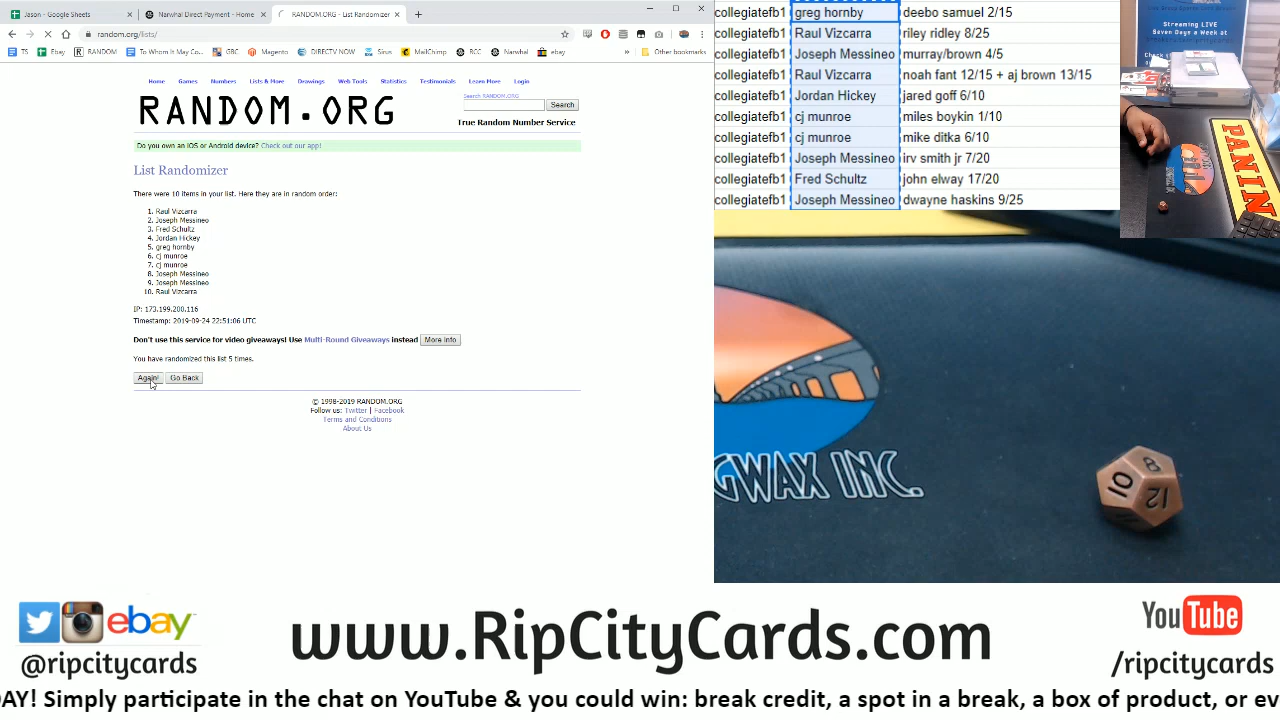 Jason - Google Sheets
Narwhal Direct Payment - Home
RANDOM.ORG - List Randomizer
random.org/lists/
TS
Ebay
RANDOM
To Whom It May Co...
GBC
Magento
DIRECTV NOW
Sirus
MailChimp
Narwhal
ebay
Other bookmarks
Home Games Numbers Lists & More Drawings Web Tools Statistics Testimonials Learn More Login
RANDOM.ORG
Search RANDOM.ORG
Search
True Random Number Service
Do you own an iOS or Android device? Check out our app!
List Randomizer
There were 10 items in your list. Here they are in random order:
1. Raul Vizcarra
2. Joseph Messineo
3. Fred Schultz
4. Jordan Hickey
5. greg hornby
6. cj munroe
7. cj munroe
8. Joseph Messineo
9. Joseph Messineo
10. Raul Vizcarra
IP: 173.199.200.116
Timestamp: 2019-09-24 22:51:06 UTC
Don't use this service for video giveaways! Use Multi-Round Giveaways instead More Info
You have randomized this list 5 times.
Again! Go Back
© 1998-2019 RANDOM.ORG
Follow us: Twitter | Facebook
Terms and Conditions
About Us
collegiatefb1 greg hornby deebo samuel 2/15
collegiatefb1 Raul Vizcarra riley ridley 8/25
collegiatefb1 Joseph Messineo murray/brown 4/5
collegiatefb1 Raul Vizcarra noah fant 12/15 + aj brown 13/15
collegiatefb1 Jordan Hickey jared goff 6/10
collegiatefb1 cj munroe miles boykin 1/10
collegiatefb1 cj munroe mike ditka 6/10
collegiatefb1 Joseph Messineo irv smith jr 7/20
collegiatefb1 Fred Schultz john elway 17/20
collegiatefb1 Joseph Messineo dwayne haskins 9/25
Streaming LIVE
Seven Days a Week at
PANIN
GWAX INC.
8
10
12
ebay
@ripcitycards
www.RipCityCards.com
YouTube
/ripcitycards
DAY! Simply participate in the chat on YouTube & you could win: break credit, a spot in a break, a box of product, or ev